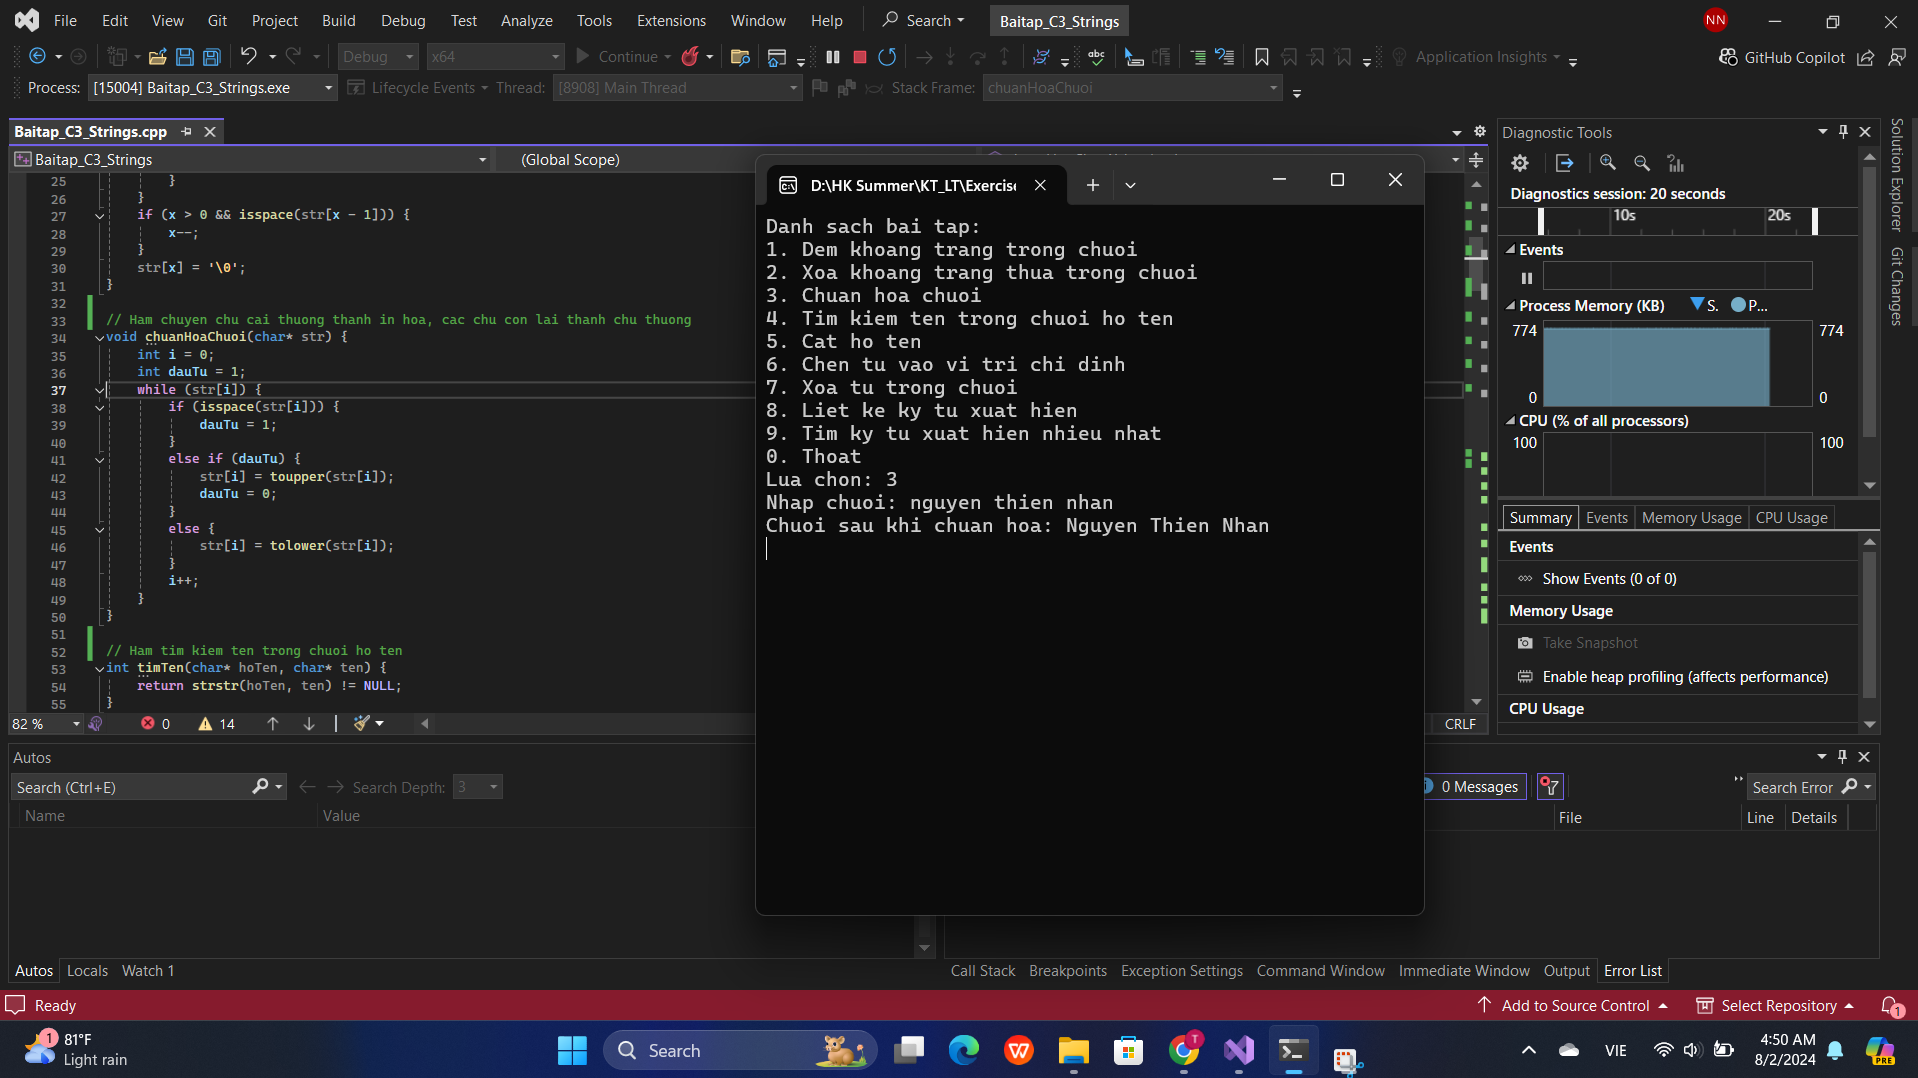 File Edit View Git Project Build Debug Test Analyze Tools Extensions Window Help Search Baitap_C3_Strings NN
Debug x64 Continue abc Application Insights GitHub Copilot
Process: [15004] Baitap_C3_Strings.exe Lifecycle Events Thread: [8908] Main Thread Stack Frame: chuanHoaChuoi
Baitap_C3_Strings.cpp
Baitap_C3_Strings (Global Scope)
25 }
26 }
27 if (x > 0 && isspace(str[x - 1])) {
28 x--;
29 }
30 str[x] = '\0';
31 }
32
33 // Ham chuyen chu cai thuong thanh in hoa, cac chu con lai thanh chu thuong
34 void chuanHoaChuoi(char* str) {
35 int i = 0;
36 int dauTu = 1;
37 while (str[i]) {
38 if (isspace(str[i])) {
39 dauTu = 1;
40 }
41 else if (dauTu) {
42 str[i] = toupper(str[i]);
43 dauTu = 0;
44 }
45 else {
46 str[i] = tolower(str[i]);
47 }
48 i++;
49 }
50 }
51
52 // Ham tim kiem ten trong chuoi ho ten
53 int timTen(char* hoTen, char* ten) {
54 return strstr(hoTen, ten) != NULL;
55 }
82 % 0 14 CRLF
D:\HK Summer\KT_LT\Exercise
Danh sach bai tap:
1. Dem khoang trang trong chuoi
2. Xoa khoang trang thua trong chuoi
3. Chuan hoa chuoi
4. Tim kiem ten trong chuoi ho ten
5. Cat ho ten
6. Chen tu vao vi tri chi dinh
7. Xoa tu trong chuoi
8. Liet ke ky tu xuat hien
9. Tim ky tu xuat hien nhieu nhat
0. Thoat
Lua chon: 3
Nhap chuoi: nguyen thien nhan
Chuoi sau khi chuan hoa: Nguyen Thien Nhan
Diagnostic Tools
Diagnostics session: 20 seconds
10s 20s
Events
Process Memory (KB) S. P...
774 774
0 0
CPU (% of all processors)
100 100
Summary Events Memory Usage CPU Usage
Events
Show Events (0 of 0)
Memory Usage
Take Snapshot
Enable heap profiling (affects performance)
CPU Usage
Solution Explorer
Git Changes
Autos
Search (Ctrl+E) Search Depth: 3
Name Value
0 Messages Search Error
File Line Details
Autos Locals Watch 1
Call Stack Breakpoints Exception Settings Command Window Immediate Window Output Error List
Ready Add to Source Control Select Repository 1
1 81°F
Light rain
Search
W
T
VIE
4:50 AM
8/2/2024
PRE